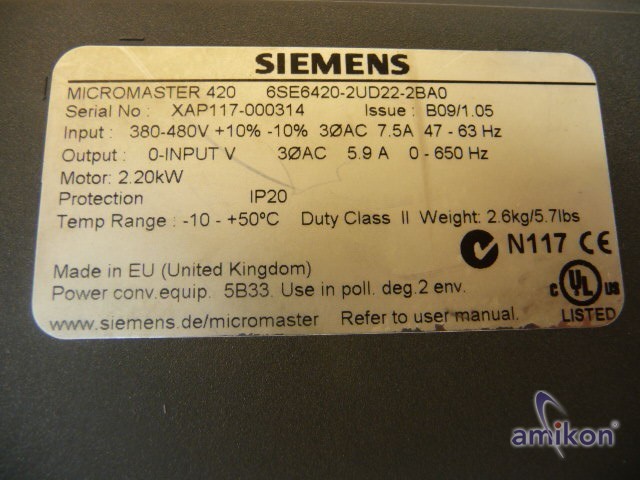 SIEMENS
MICROMASTER 420 6SE6420-2UD22-2BA0
Serial No : XAP117-000314 Issue : B09/1.05
Input : 380-480V +10% -10% 3ØAC 7.5A 47 - 63 Hz
Output : 0-INPUT V 3ØAC 5.9 A 0 - 650 Hz
Motor: 2.20kW
Protection IP20
Temp Range : -10 - +50ºC Duty Class II Weight: 2.6kg/5.7lbs
N117 CE
Made in EU (United Kingdom)
Power conv.equip. 5B33. Use in poll. deg.2 env.
c UL us
www.siemens.de/micromaster Refer to user manual. LISTED
amikon